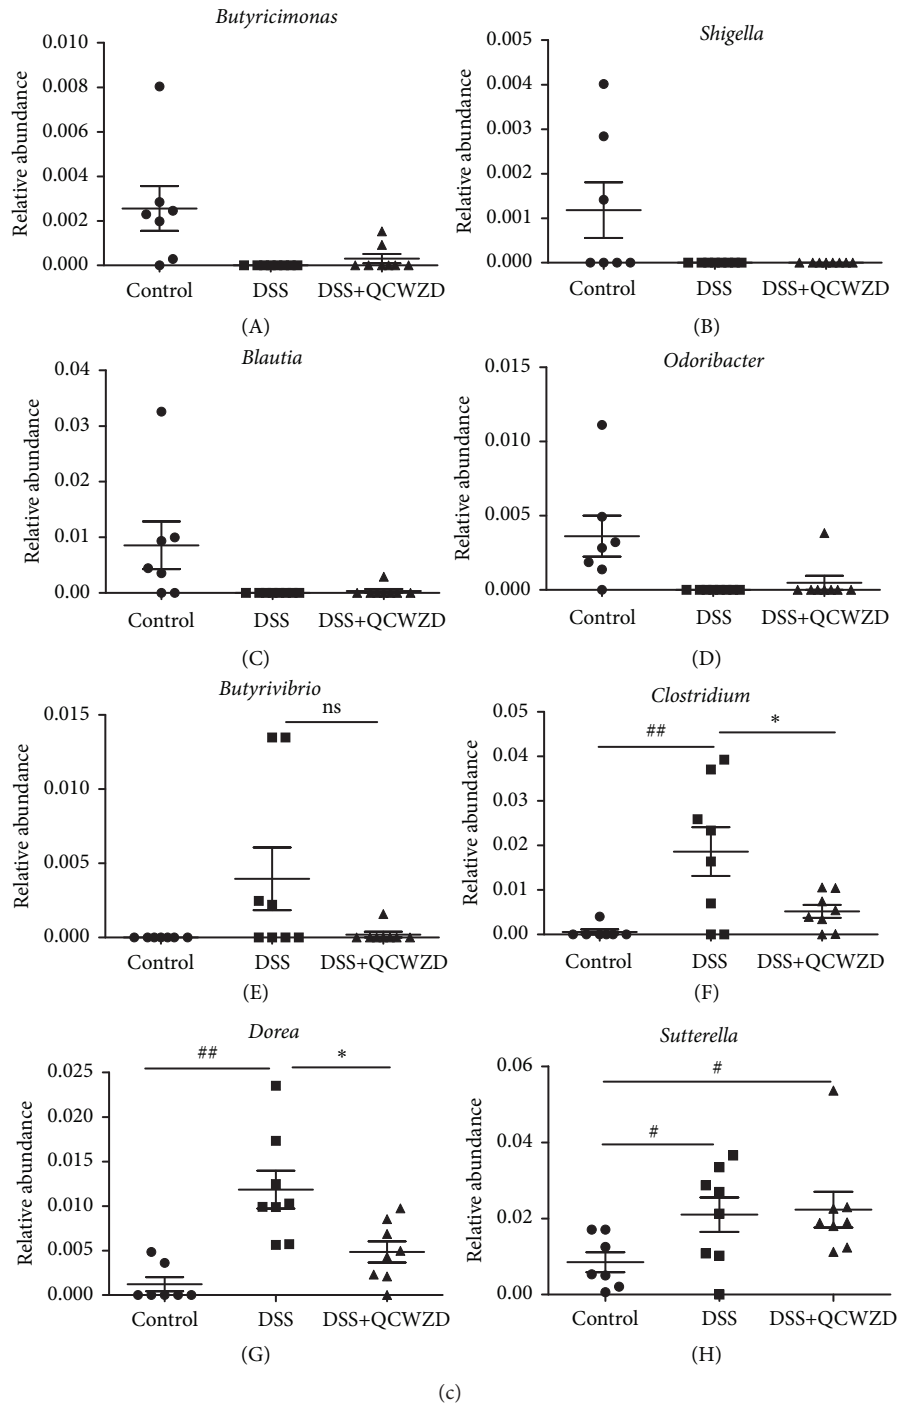 Butyricimonas
Relative abundance
0.010
0.008
0.006
0.004
0.002
0.000
Control DSS DSS+QCWZD
(A)
Shigella
Relative abundance
0.005
0.004
0.003
0.002
0.001
0.000
Control DSS DSS+QCWZD
(B)
Blautia
Relative abundance
0.04
0.03
0.02
0.01
0.00
Control DSS DSS+QCWZD
(C)
Odoribacter
Relative abundance
0.015
0.010
0.005
0.000
Control DSS DSS+QCWZD
(D)
Butyrivibrio
ns
Relative abundance
0.015
0.010
0.005
0.000
Control DSS DSS+QCWZD
(E)
Clostridium
## *
Relative abundance
0.05
0.04
0.03
0.02
0.01
0.00
Control DSS DSS+QCWZD
(F)
Dorea
## *
Relative abundance
0.025
0.020
0.015
0.010
0.005
0.000
Control DSS DSS+QCWZD
(G)
Sutterella
#
#
Relative abundance
0.06
0.04
0.02
0.00
Control DSS DSS+QCWZD
(H)
(c)